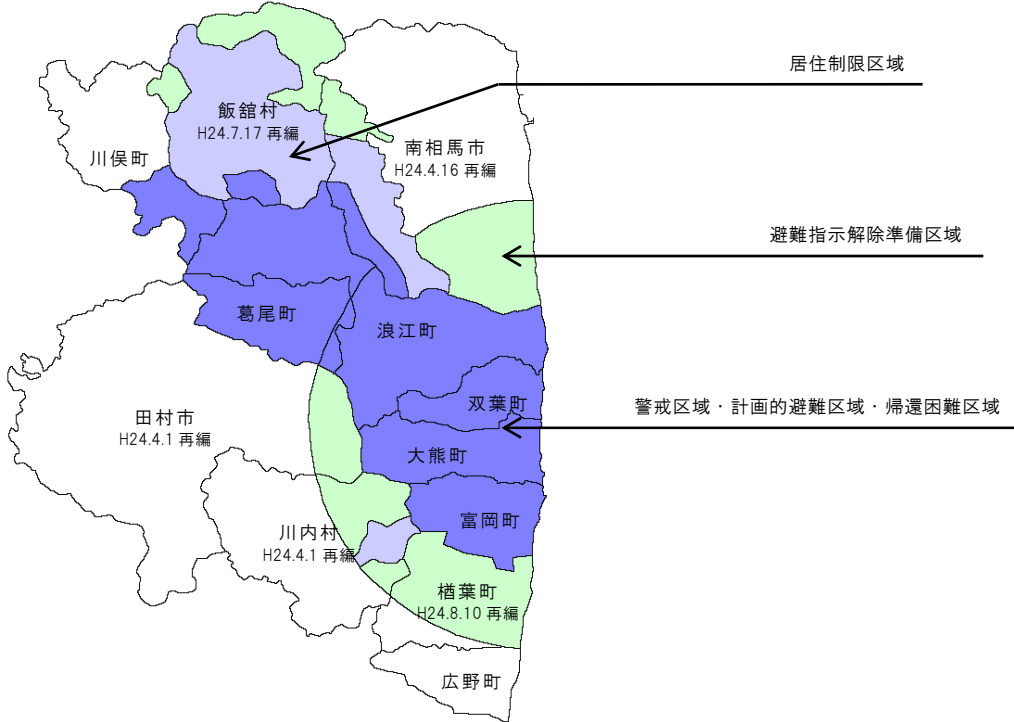 居住制限区域
飯舘村
H24.7.17 再編
南相馬市
H24.4.16 再編
川俣町
避難指示解除準備区域
葛尾町
浪江町
双葉町
警戒区域・計画的避難区域・帰還困難区域
田村市
H24.4.1 再編
大熊町
富岡町
川内村
H24.4.1 再編
楢葉町
H24.8.10 再編
広野町